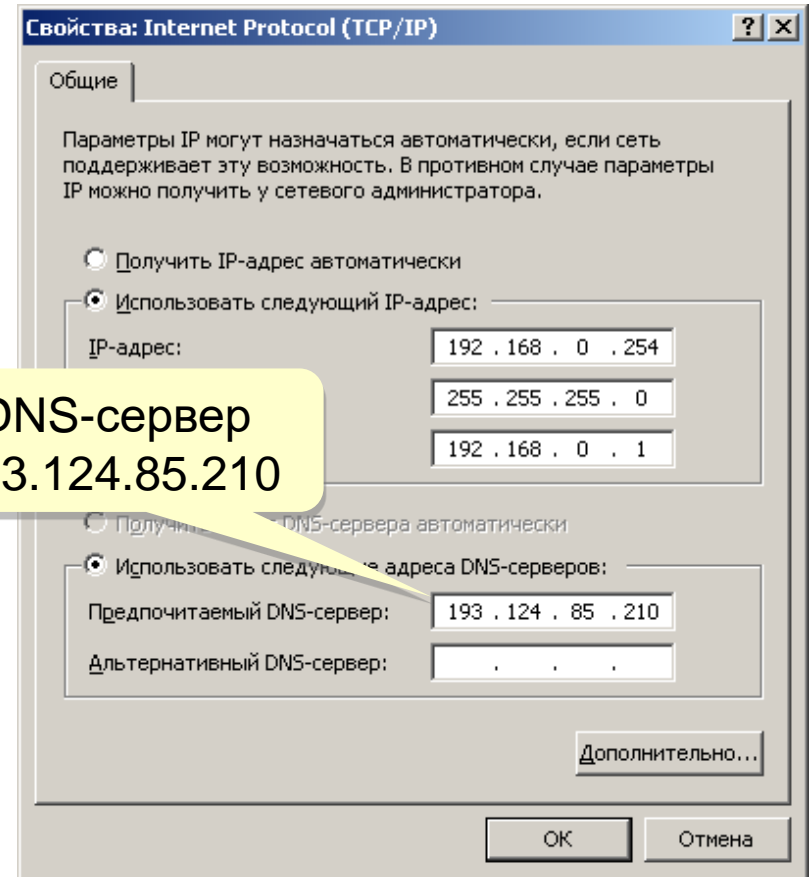 Свойства: Internet Protocol (TCP/IP)
Общие
Параметры IP могут назначаться автоматически, если сеть
поддерживает эту возможность. В противном случае параметры
IP можно получить у сетевого администратора.
Получить IP-адрес автоматически
Использовать следующий IP-адрес:
IP-адрес: 192 . 168 . 0 . 254
255 . 255 . 255 . 0
192 . 168 . 0 . 1
DNS-сервер
3.124.85.210
DNS-сервера автоматически
Использовать следующие адреса DNS-серверов:
Предпочитаемый DNS-сервер: 193 . 124 . 85 . 210
Альтернативный DNS-сервер: . . .
Дополнительно...
ОК Отмена